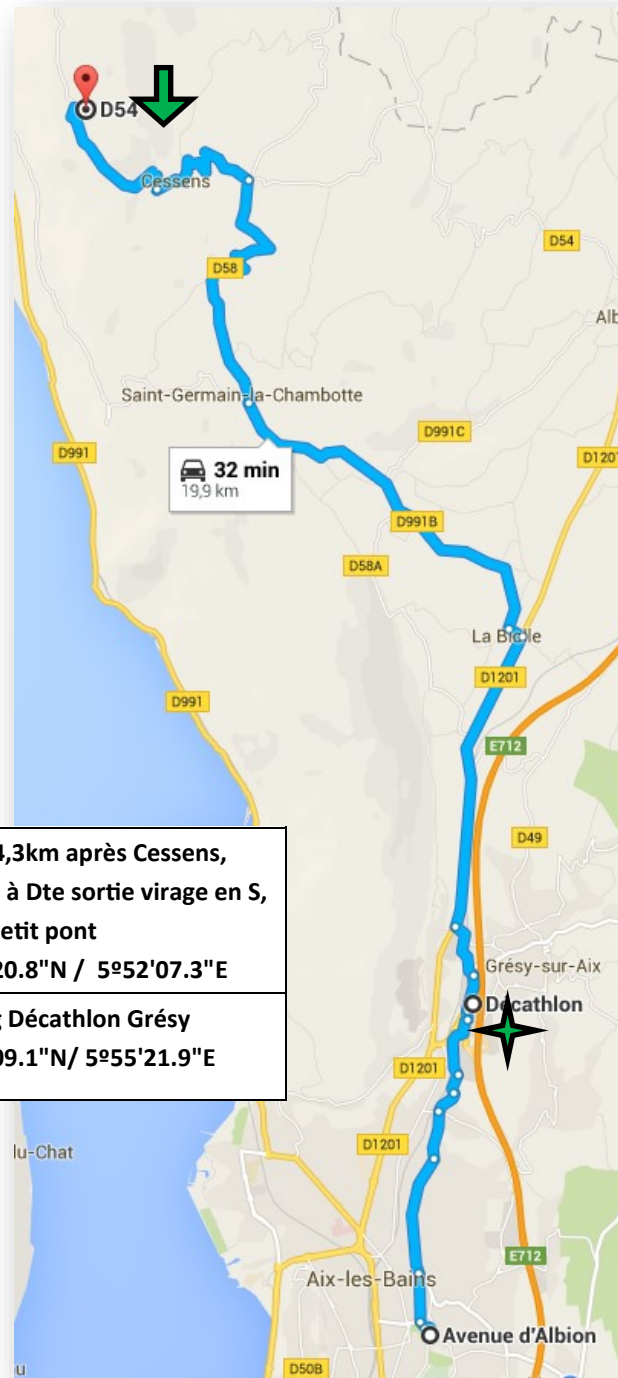 D54
Cessens
D54
D58
Alb
Saint-Germain-la-Chambotte
D991C
D991
D1201
32 min
19,9 km
D991B
D58A
La Biolle
D1201
D991
E712
D49
4,3km après Cessens,
à Dte sortie virage en S,
etit pont
20.8"N / 5º52'07.3"E
Grésy-sur-Aix
Décathlon
g Décathlon Grésy
09.1"N/ 5º55'21.9"E
D1201
D1201
lu-Chat
E712
Aix-les-Bains
Avenue d'Albion
D50B
u